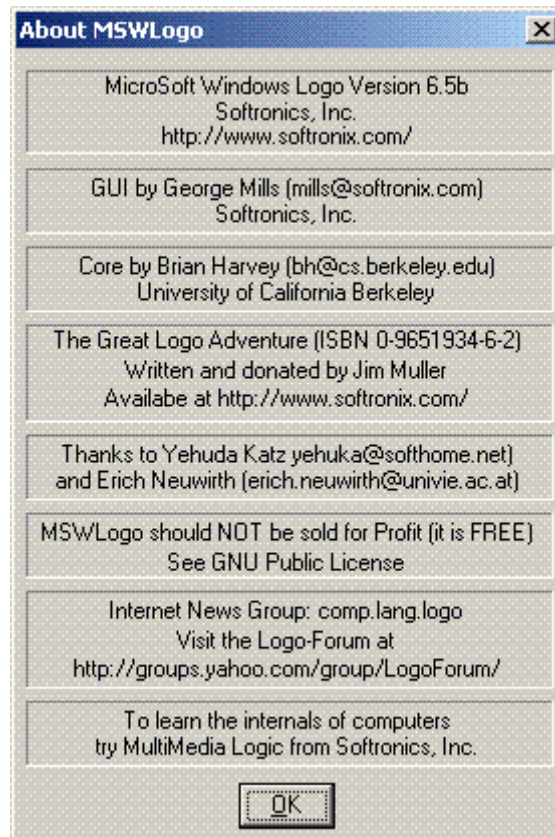 About MSWLogo
MicroSoft Windows Logo Version 6.5b
Softronics, Inc.
http://www.softronix.com/
GUI by George Mills (mills@softronix.com)
Softronics, Inc.
Core by Brian Harvey (bh@cs.berkeley.edu)
University of California Berkeley
The Great Logo Adventure (ISBN 0-9651934-6-2)
Written and donated by Jim Muller
Availabe at http://www.softronix.com/
Thanks to Yehuda Katz yehuka@softhome.net)
and Erich Neuwirth (erich.neuwirth@univie.ac.at)
MSWLogo should NOT be sold for Profit (it is FREE)
See GNU Public License
Internet News Group: comp.lang.logo
Visit the Logo-Forum at
http://groups.yahoo.com/group/LogoForum/
To learn the internals of computers
try MultiMedia Logic from Softronics, Inc.
OK